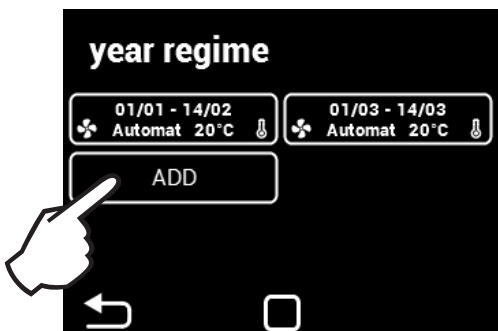 year regime
01/01 - 14/02
Automat 20°C
01/03 - 14/03
Automat 20°C
ADD